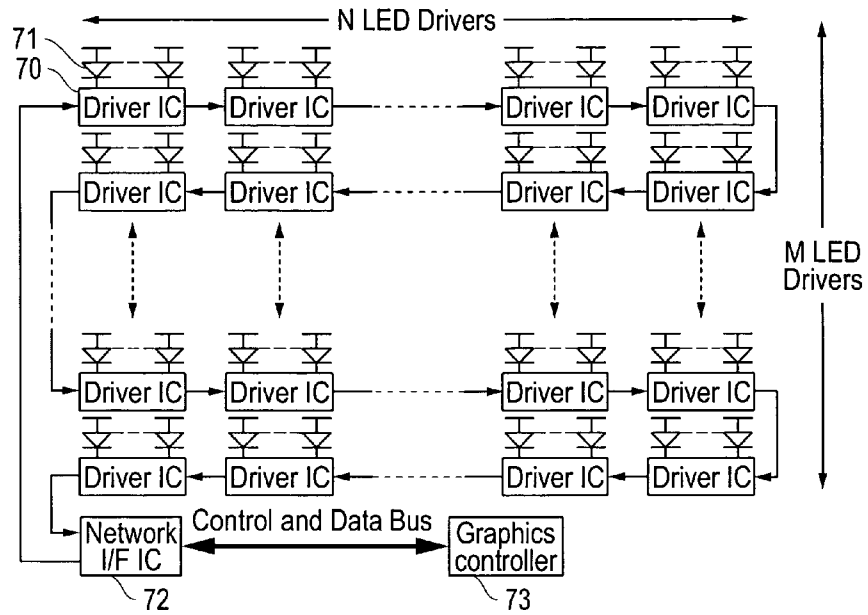 N LED Drivers
71
70
Driver IC Driver IC Driver IC Driver IC
Driver IC Driver IC Driver IC Driver IC
M LED
Drivers
Driver IC Driver IC Driver IC Driver IC
Driver IC Driver IC Driver IC Driver IC
Control and Data Bus
Network
I/F IC
Graphics
controller
72
73